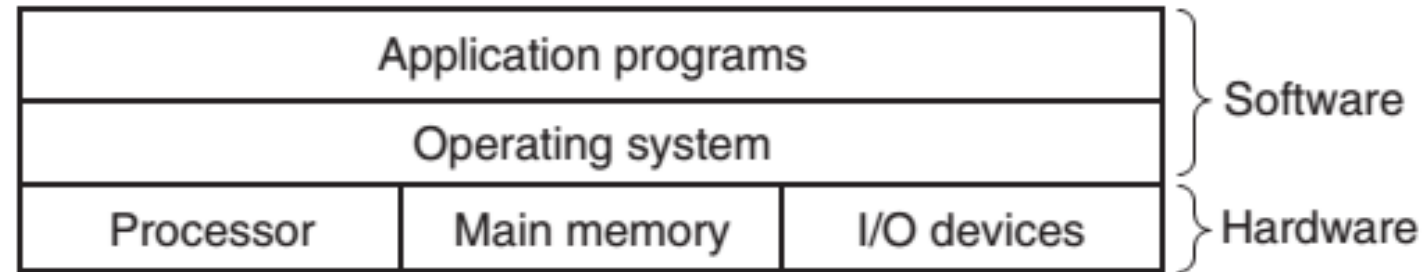 Application programs
Operating system
Software
Processor Main memory I/O devices
Hardware